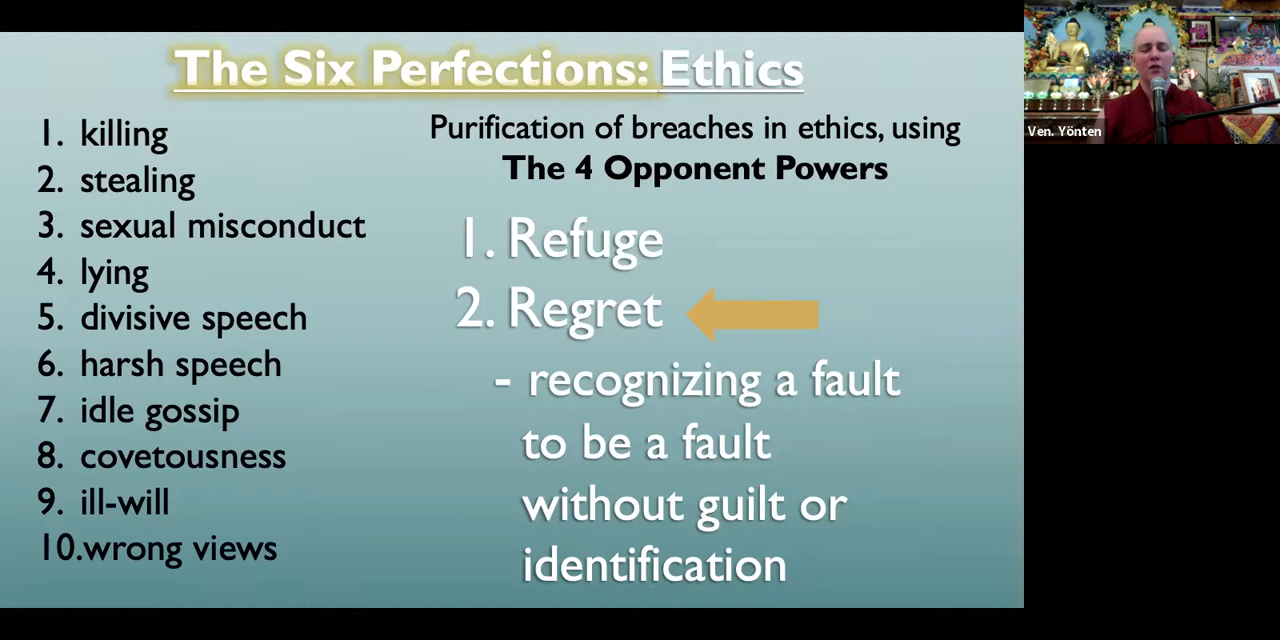 The Six Perfections: Ethics
1. killing
2. stealing
3. sexual misconduct
4. lying
5. divisive speech
6. harsh speech
7. idle gossip
8. covetousness
9. ill-will
10.wrong views
Purification of breaches in ethics, using
The 4 Opponent Powers
1. Refuge
2. Regret
- recognizing a fault
to be a fault
without guilt or
identification
Ven. Yönten